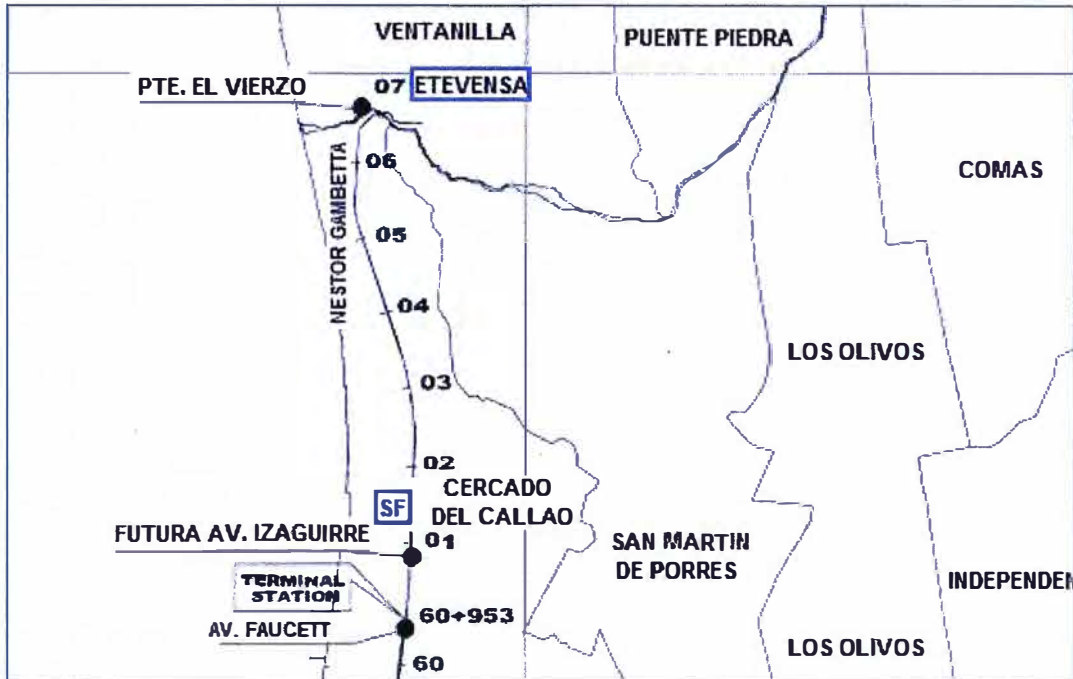 VENTANILLA
PUENTE PIEDRA
PTE. EL VIERZO
07 ETEVENSA
06
COMAS
NESTOR GAMBETTA
05
04
LOS OLIVOS
03
02
SF
CERCADO
DEL CALLAO
FUTURA AV. IZAGUIRRE
01
SAN MARTIN
DE PORRES
TERMINAL
STATION
INDEPENDEN
60+953
AV. FAUCETT
LOS OLIVOS
60